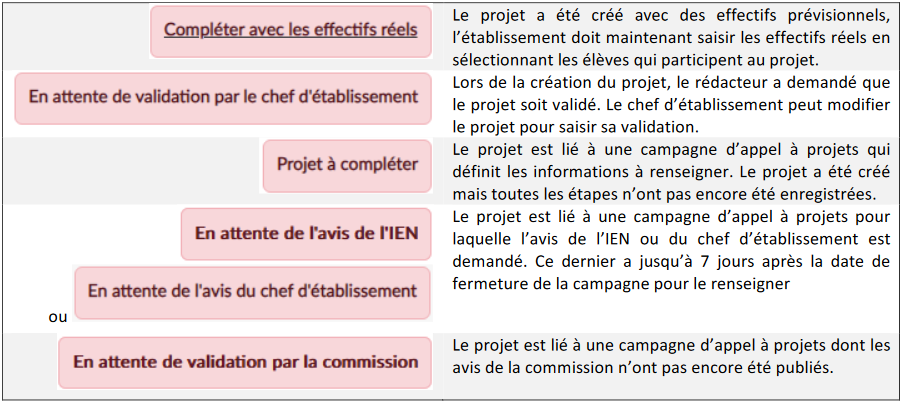 Compléter avec les effectifs réels
Le projet a été créé avec des effectifs prévisionnels,
l’établissement doit maintenant saisir les effectifs réels en
sélectionnant les élèves qui participent au projet.
En attente de validation par le chef d'établissement
Lors de la création du projet, le rédacteur a demandé que
le projet soit validé. Le chef d’établissement peut modifier
le projet pour saisir sa validation.
Projet à compléter
Le projet est lié à une campagne d’appel à projets qui
définit les informations à renseigner. Le projet a été créé
mais toutes les étapes n’ont pas encore été enregistrées.
En attente de l'avis de l'IEN
En attente de l'avis du chef d'établissement
ou
Le projet est lié à une campagne d’appel à projets pour
laquelle l’avis de l’IEN ou du chef d’établissement est
demandé. Ce dernier a jusqu’à 7 jours après la date de
fermeture de la campagne pour le renseigner
En attente de validation par la commission
Le projet est lié à une campagne d’appel à projets dont les
avis de la commission n’ont pas encore été publiés.